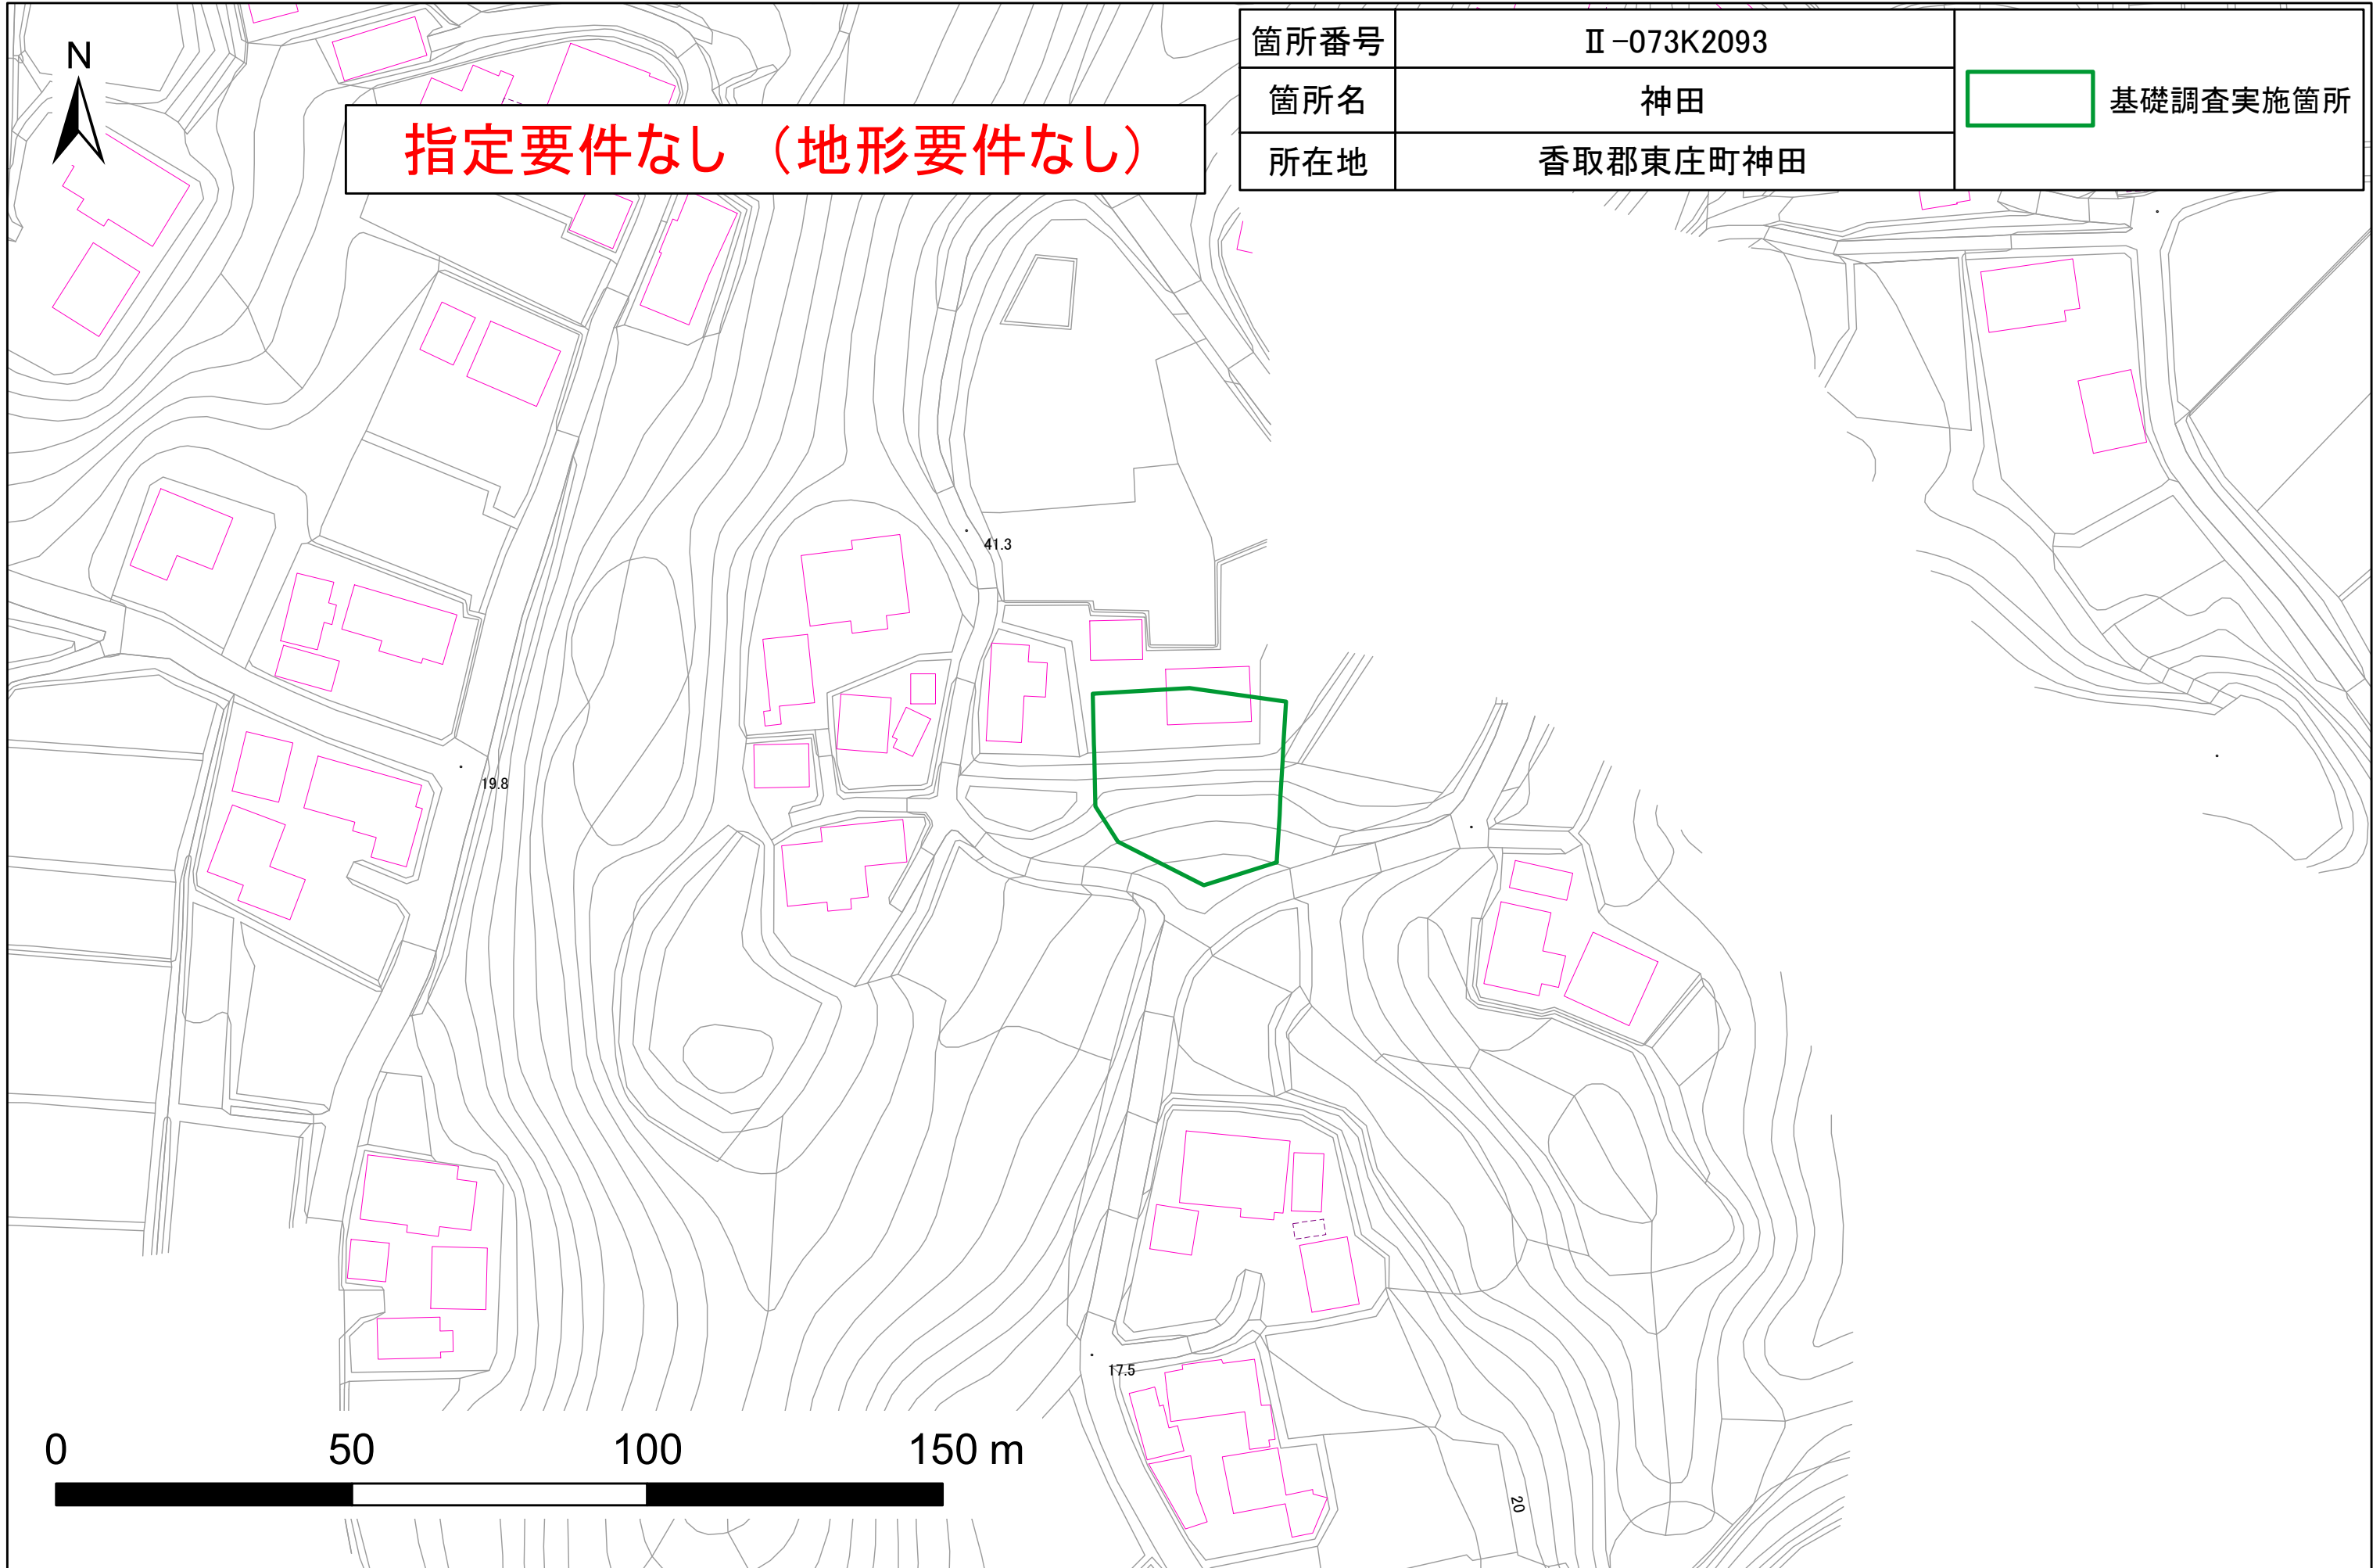 N
指定要件なし （地形要件なし）
箇所番号 Ⅱ-073K2093
箇所名 神田
所在地 香取郡東庄町神田
基礎調査実施箇所
41.3
19.8
17.5
20
0 50 100 150 m